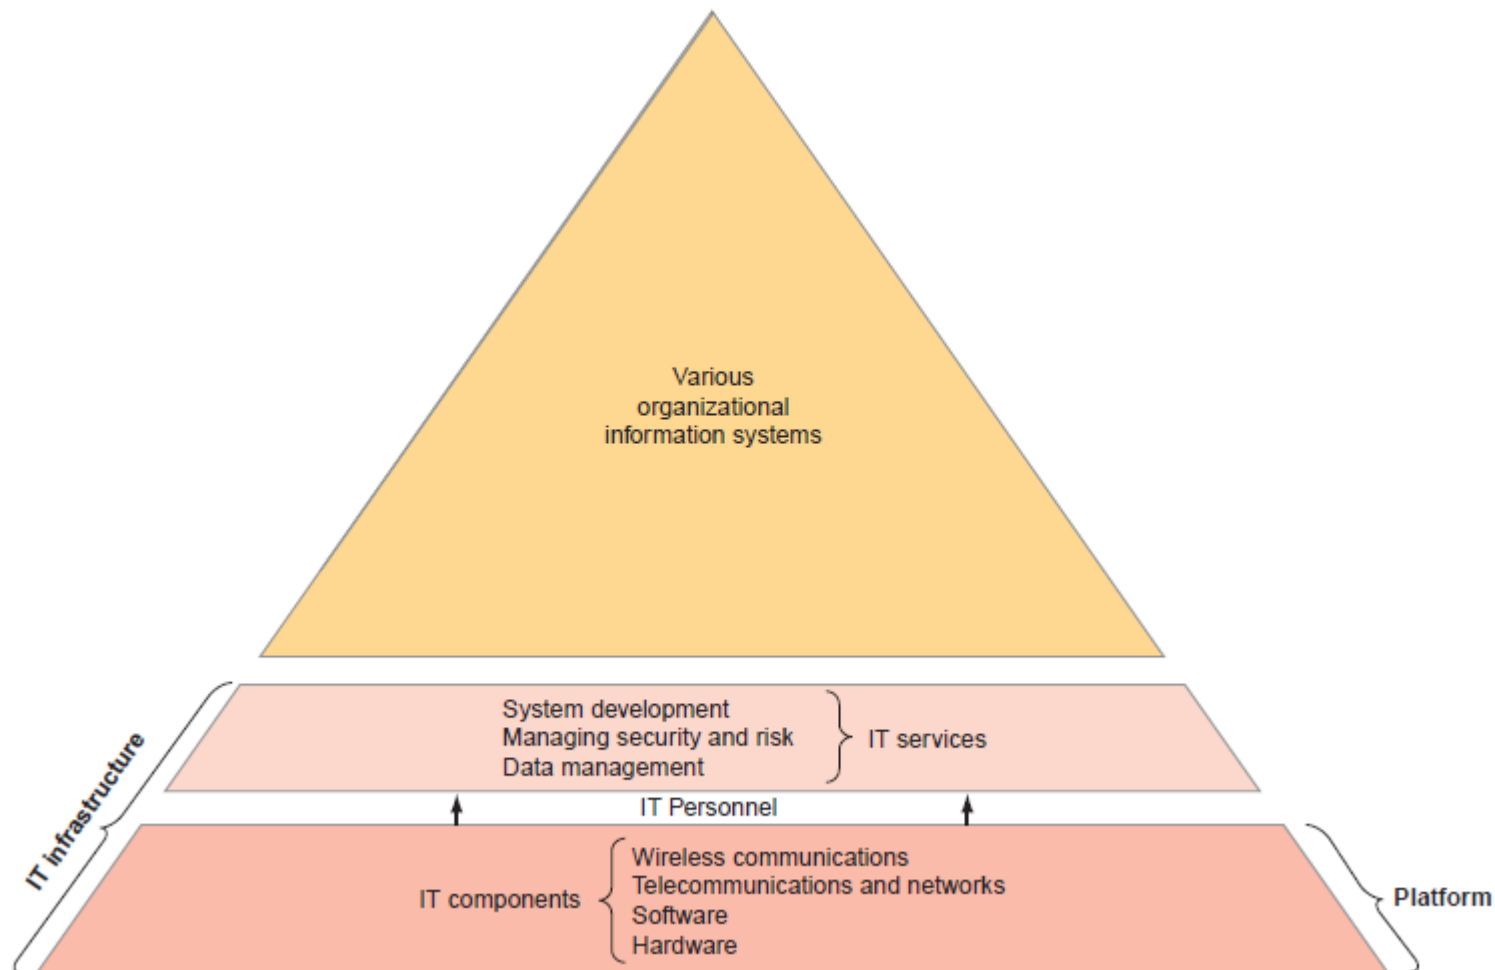 Various
organizational
information systems
IT infrastructure
System development
Managing security and risk
Data management
IT services
IT Personnel
IT components
Wireless communications
Telecommunications and networks
Software
Hardware
Platform